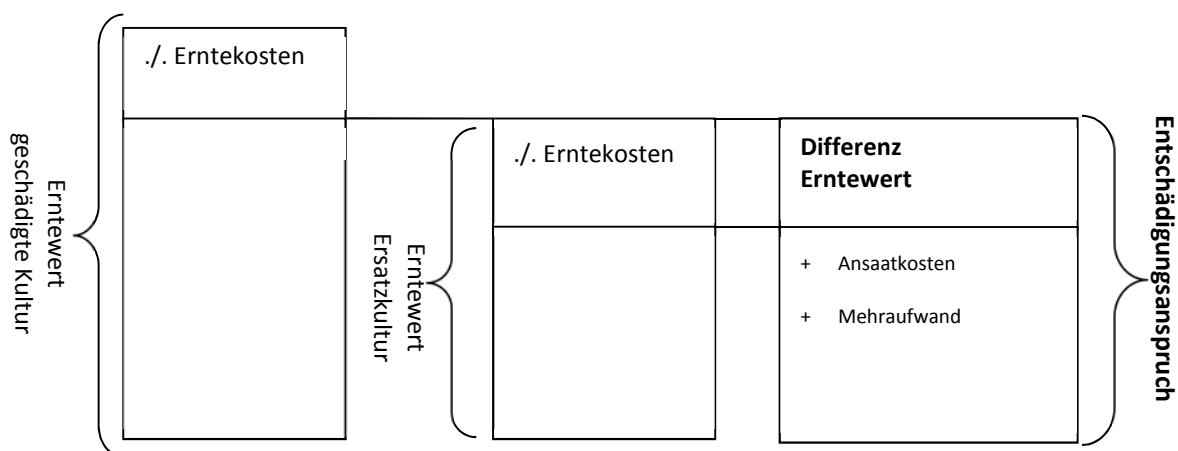 Erntewert
geschädigte Kultur
./. Erntekosten
Erntewert
Ersatzkultur
./. Erntekosten
Differenz
Erntewert
+ Ansaatkosten
+ Mehraufwand
Entschädigungsanspruch